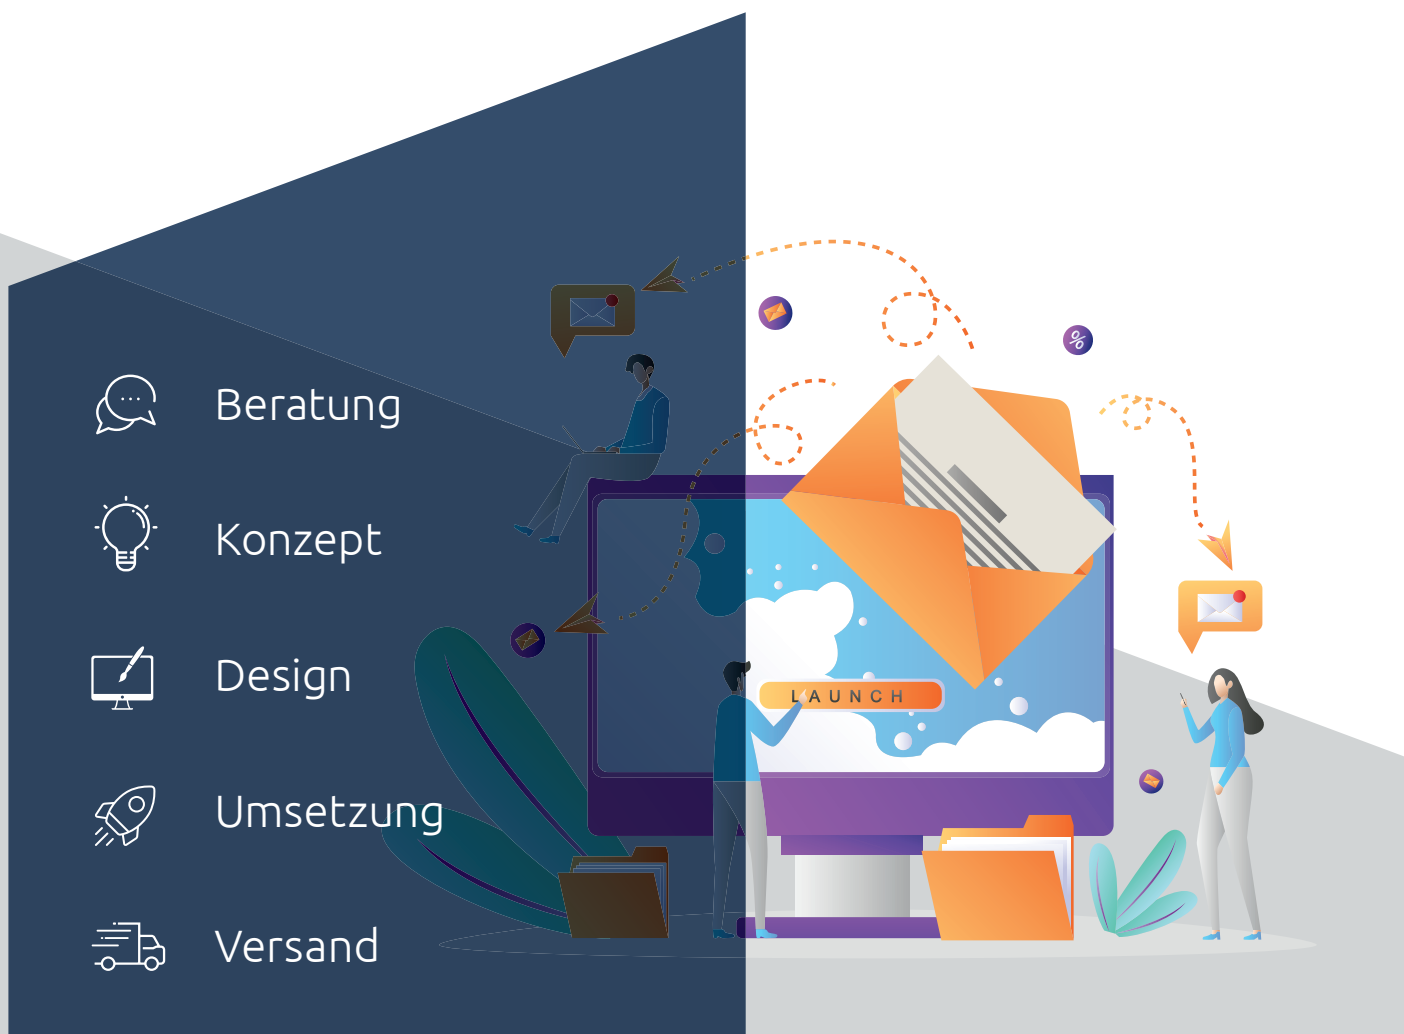 Beratung
Konzept
Design
Umsetzung
Versand
%
LAUNCH